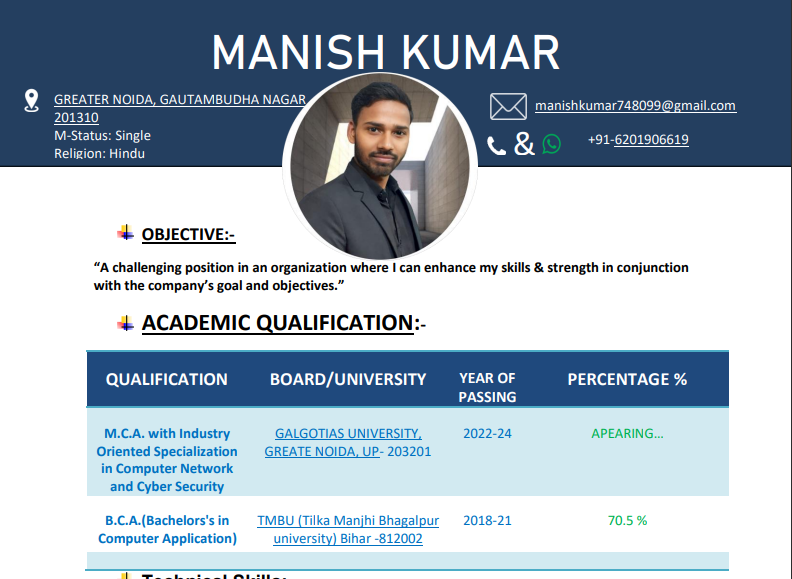 MANISH KUMAR
GREATER NOIDA, GAUTAMBUDHA NAGAR
201310
M-Status: Single
Religion: Hindu
manishkumar748099@gmail.com
& +91-6201906619
OBJECTIVE:-
“A challenging position in an organization where I can enhance my skills & strength in conjunction
with the company’s goal and objectives.”
ACADEMIC QUALIFICATION:-
QUALIFICATION BOARD/UNIVERSITY YEAR OF PASSING PERCENTAGE %
M.C.A. with Industry
Oriented Specialization
in Computer Network
and Cyber Security
GALGOTIAS UNIVERSITY,
GREATE NOIDA, UP- 203201
2022-24
APEARING...
B.C.A.(Bachelors's in
Computer Application)
TMBU (Tilka Manjhi Bhagalpur
university) Bihar -812002
2018-21
70.5 %
Technical Skills: